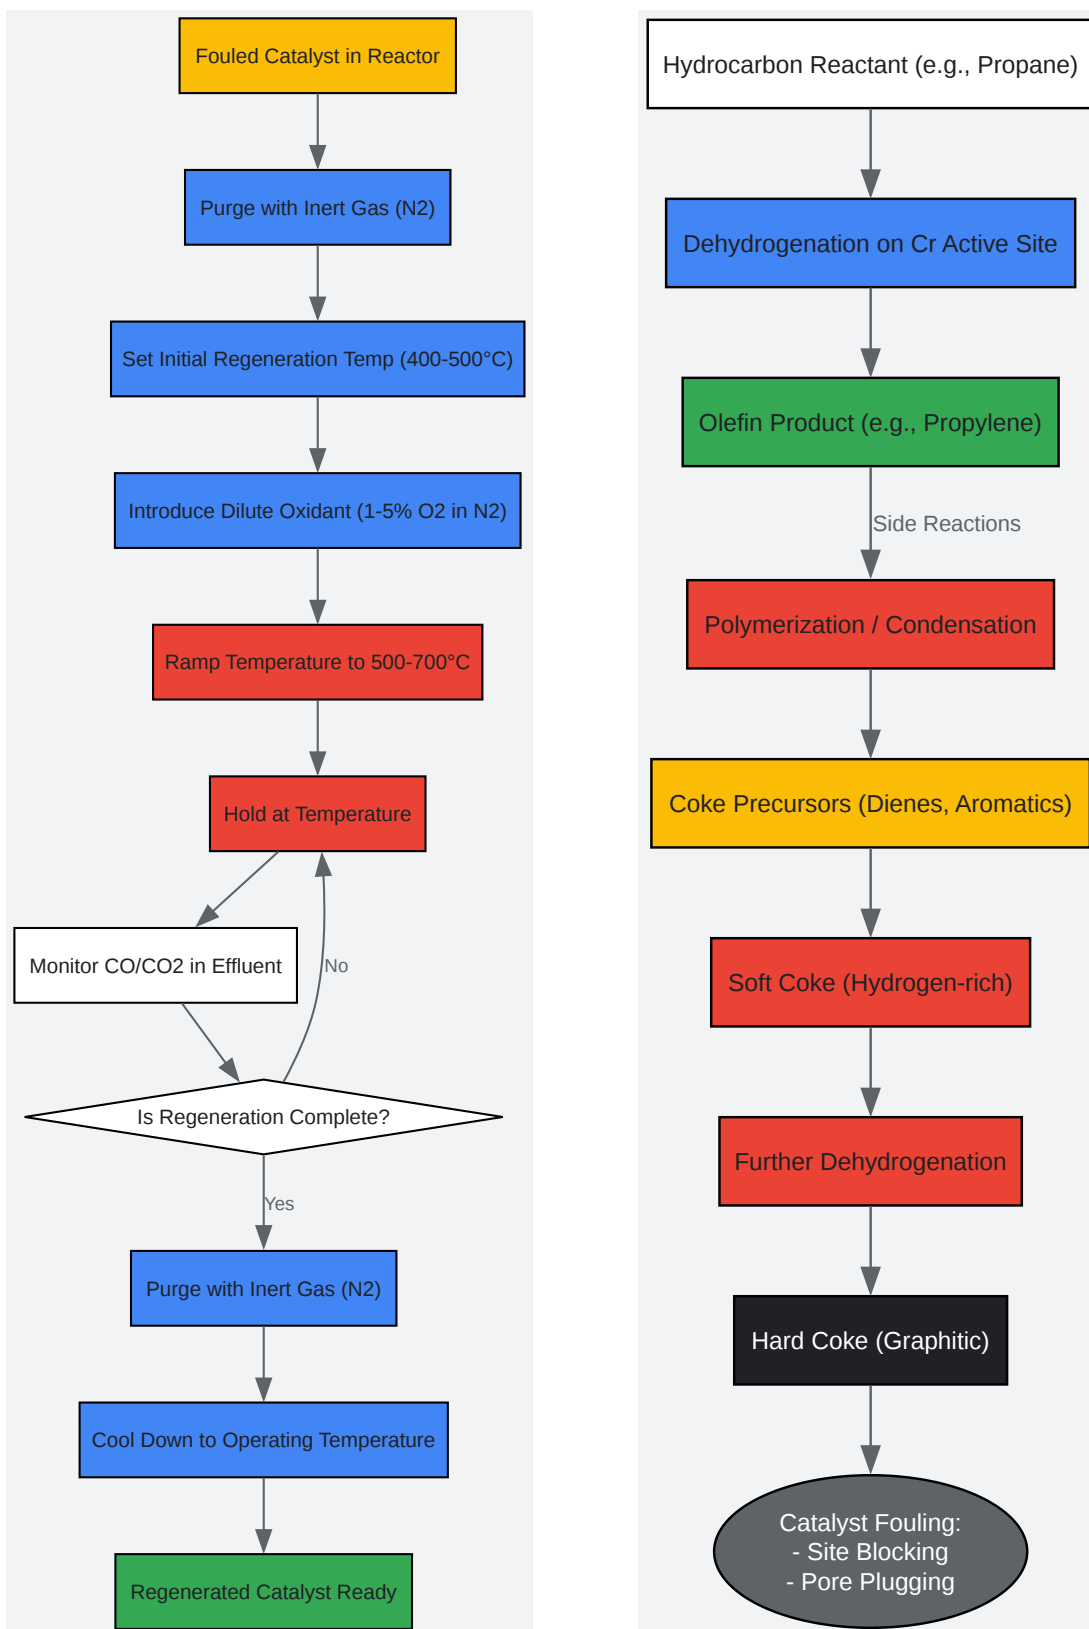 Fouled Catalyst in Reactor
Purge with Inert Gas (N2)
Set Initial Regeneration Temp (400-500°C)
Introduce Dilute Oxidant (1-5% O2 in N2)
Ramp Temperature to 500-700°C
Hold at Temperature
Monitor CO/CO2 in Effluent
No
Is Regeneration Complete?
Yes
Purge with Inert Gas (N2)
Cool Down to Operating Temperature
Regenerated Catalyst Ready
Hydrocarbon Reactant (e.g., Propane)
Dehydrogenation on Cr Active Site
Olefin Product (e.g., Propylene)
Side Reactions
Polymerization / Condensation
Coke Precursors (Dienes, Aromatics)
Soft Coke (Hydrogen-rich)
Further Dehydrogenation
Hard Coke (Graphitic)
Catalyst Fouling:
- Site Blocking
- Pore Plugging